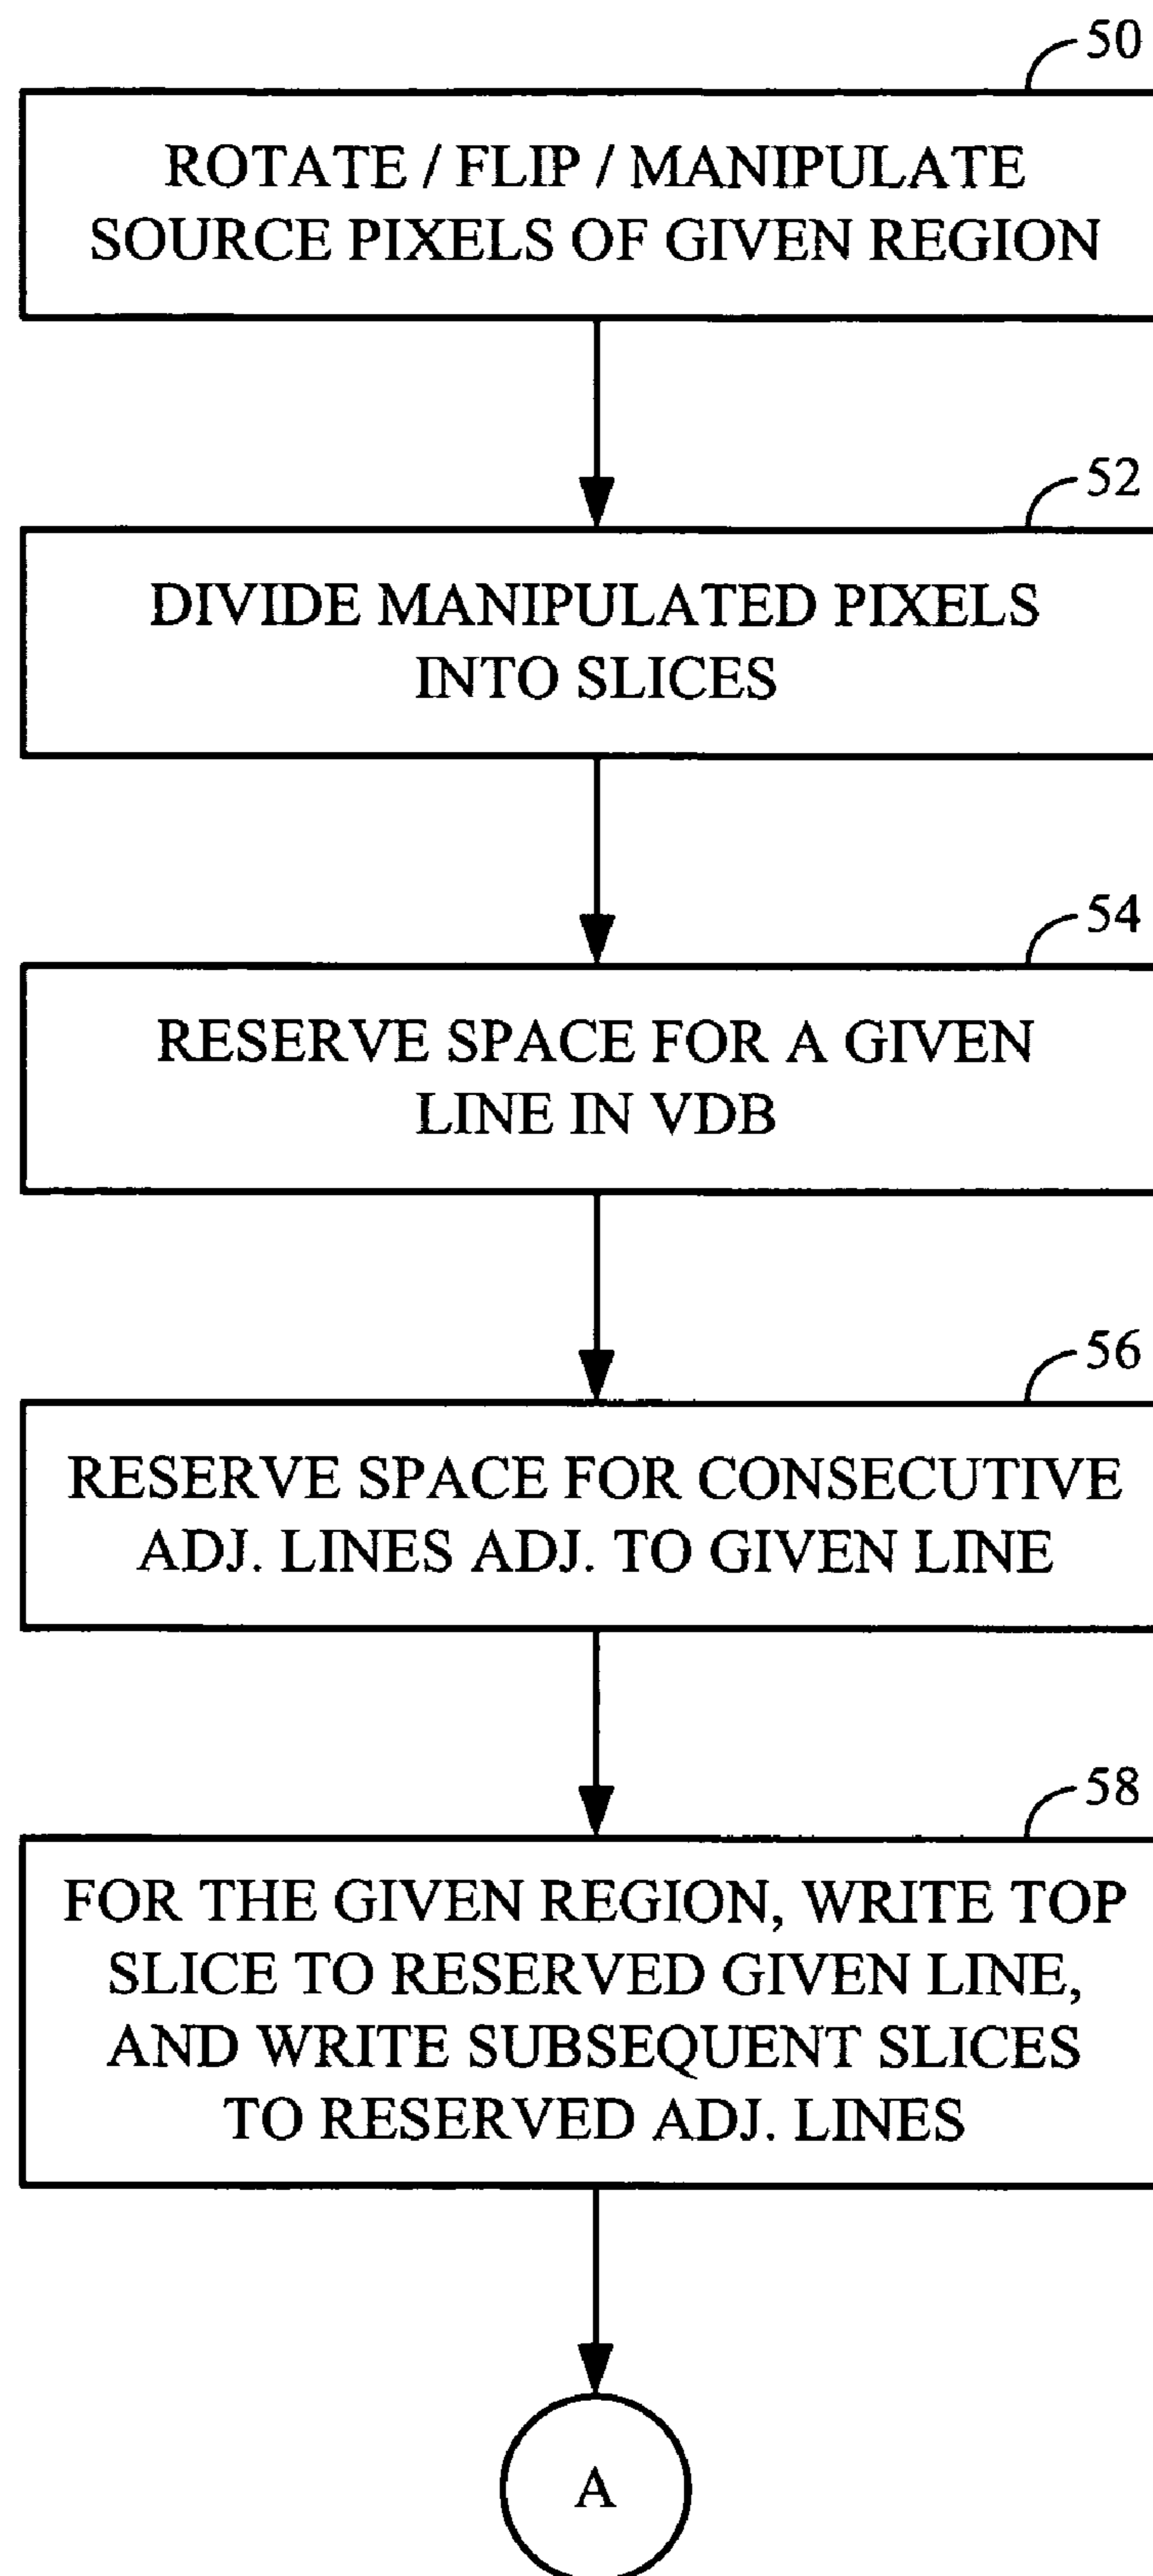 50
ROTATE / FLIP / MANIPULATE
SOURCE PIXELS OF GIVEN REGION
52
DIVIDE MANIPULATED PIXELS
INTO SLICES
54
RESERVE SPACE FOR A GIVEN
LINE IN VDB
56
RESERVE SPACE FOR CONSECUTIVE
ADJ. LINES ADJ. TO GIVEN LINE
58
FOR THE GIVEN REGION, WRITE TOP
SLICE TO RESERVED GIVEN LINE,
AND WRITE SUBSEQUENT SLICES
TO RESERVED ADJ. LINES
A